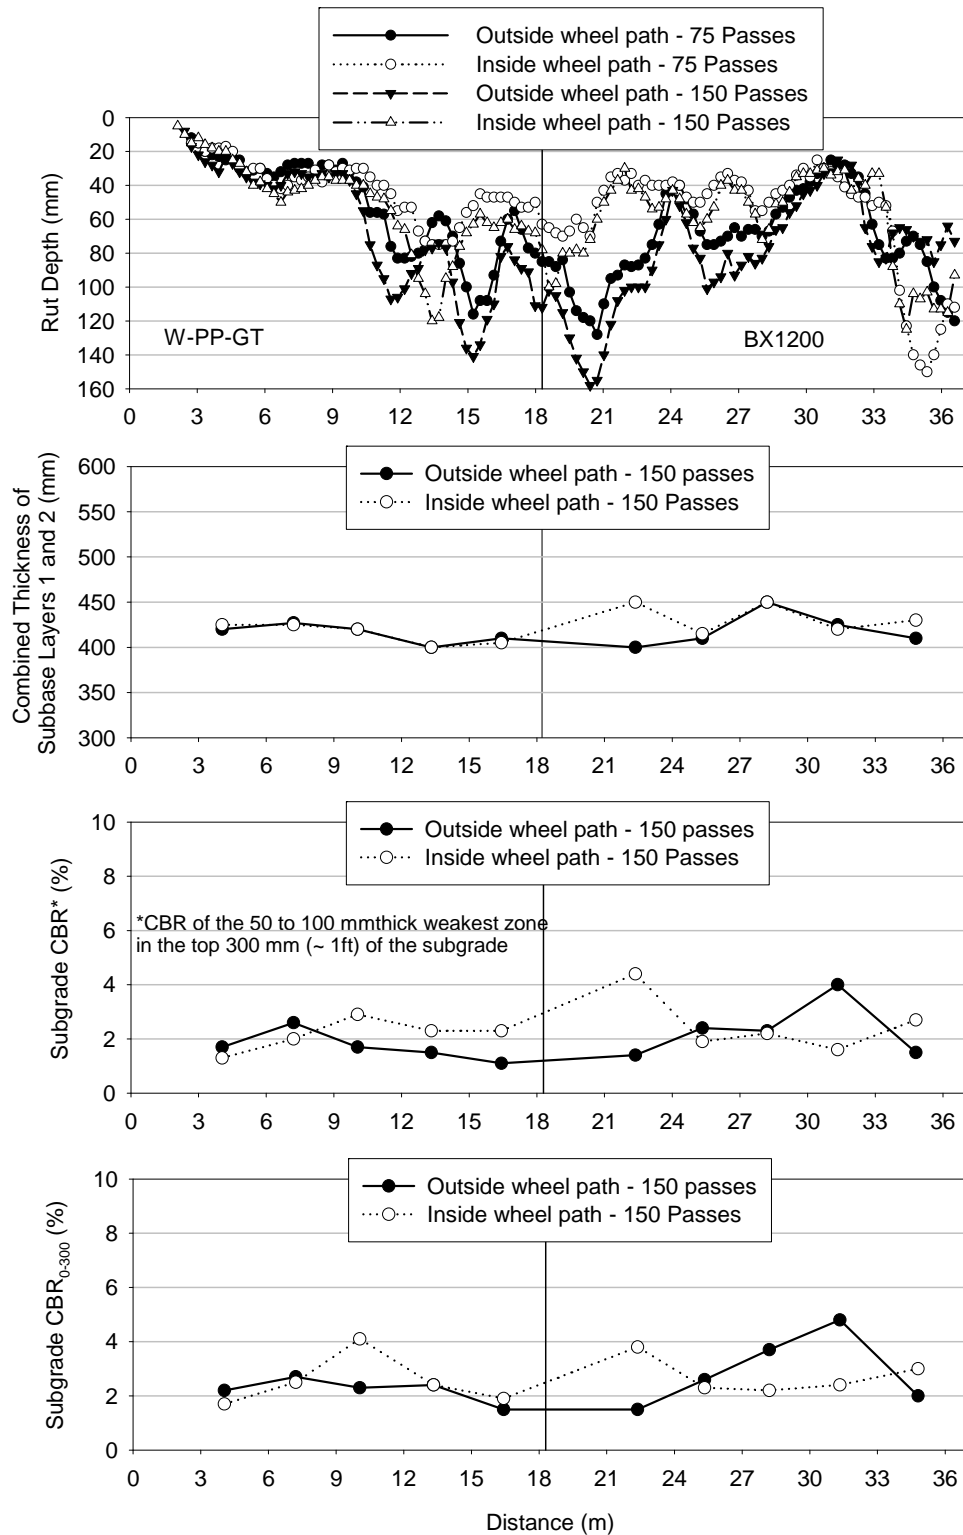 Outside wheel path - 75 Passes
Inside wheel path - 75 Passes
Outside wheel path - 150 Passes
Inside wheel path - 150 Passes
Rut Depth (mm)
0
20
40
60
80
100
120
140
160
W-PP-GT
BX1200
0 3 6 9 12 15 18 21 24 27 30 33 36
Combined Thickness of
Subbase Layers 1 and 2 (mm)
600
550
500
450
400
350
300
Outside wheel path - 150 passes
Inside wheel path - 150 Passes
0 3 6 9 12 15 18 21 24 27 30 33 36
Subgrade CBR* (%)
10
8
6
4
2
0
Outside wheel path - 150 passes
Inside wheel path - 150 Passes
*CBR of the 50 to 100 mmthick weakest zone
in the top 300 mm (~ 1ft) of the subgrade
0 3 6 9 12 15 18 21 24 27 30 33 36
Subgrade CBR0-300 (%)
10
8
6
4
2
0
Outside wheel path - 150 passes
Inside wheel path - 150 Passes
0 3 6 9 12 15 18 21 24 27 30 33 36
Distance (m)